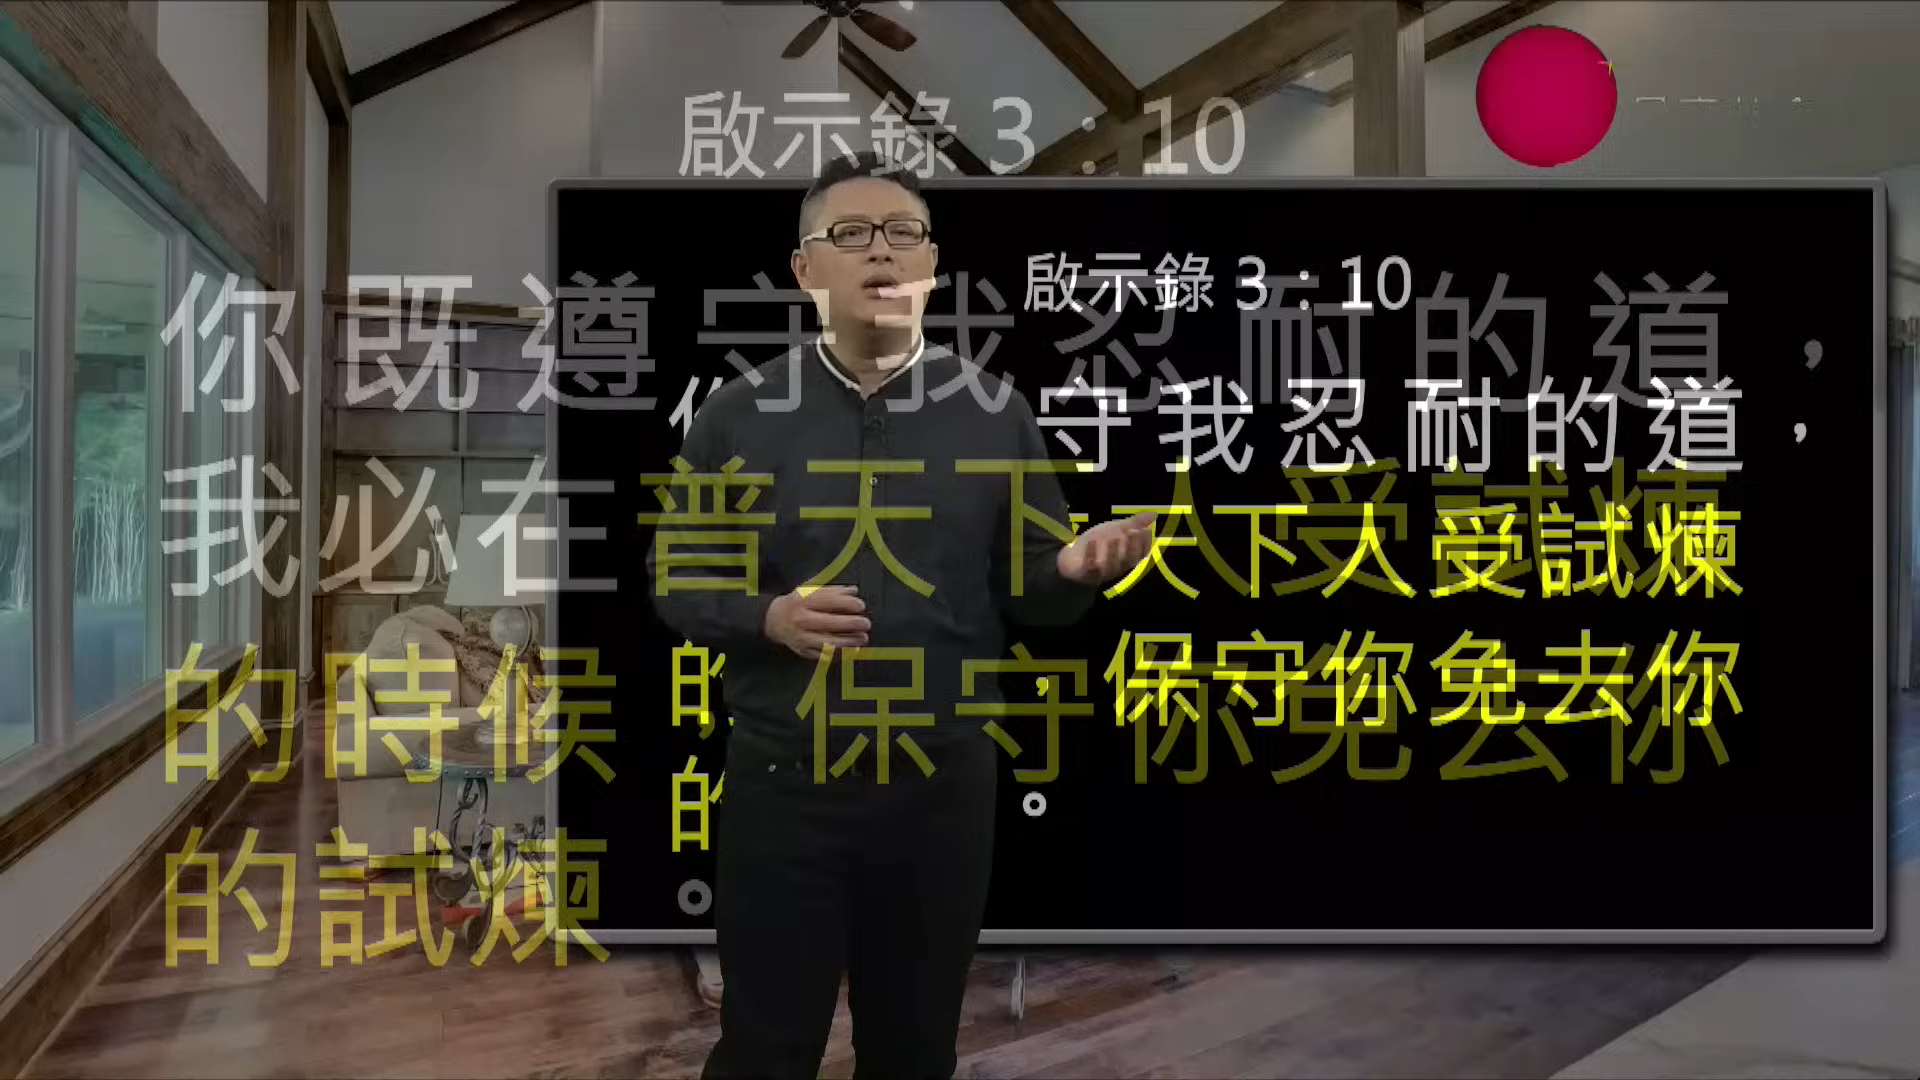 啟示錄 3：10
你既遵守我忍耐的道，
我必在普天下人受試煉
的時候，保守你免去你
的試煉。
啟示錄 3：10
守我忍耐的道，
天下人受試煉
的，保守你免去你
的。